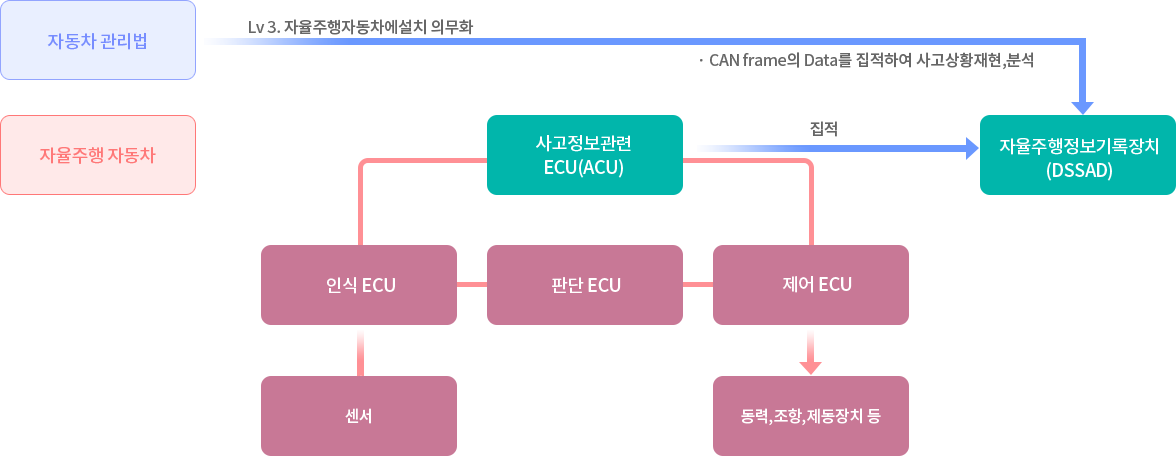 자동차 관리법
Lv 3. 자율주행자동차에설치 의무화
· CAN frame의 Data를 집적하여 사고상황재현,분석
자율주행 자동차
사고정보관련
ECU(ACU)
집적
자율주행정보기록장치
(DSSAD)
인식 ECU
판단 ECU
제어 ECU
센서
동력,조항,제동장치 등